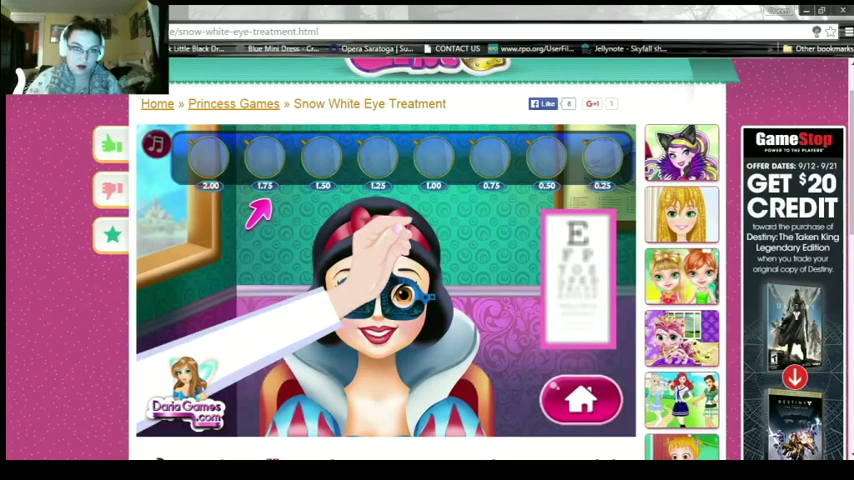 e/snow-white-eye-treatment.html
k Little Black Dr...
Blue Mini Dress - Cr...
Opera Saratoga | Su...
CONTACT US
www.rpo.org/UserFil...
Jellynote - Skyfall sh...
»
Other bookmarks
Home » Princess Games » Snow White Eye Treatment
Like
8
G+1
1
2.00
1.75
1.50
1.25
1.00
0.75
0.50
0.25
E
F P
DariaGames
.com
GameStop
POWER TO THE PLAYERS
OFFER DATES: 9/12 - 9/21
GET $20
CREDIT
toward the purchase of
Destiny: The Taken King
Legendary Edition
when you trade your
original copy of Destiny.
DESTINY